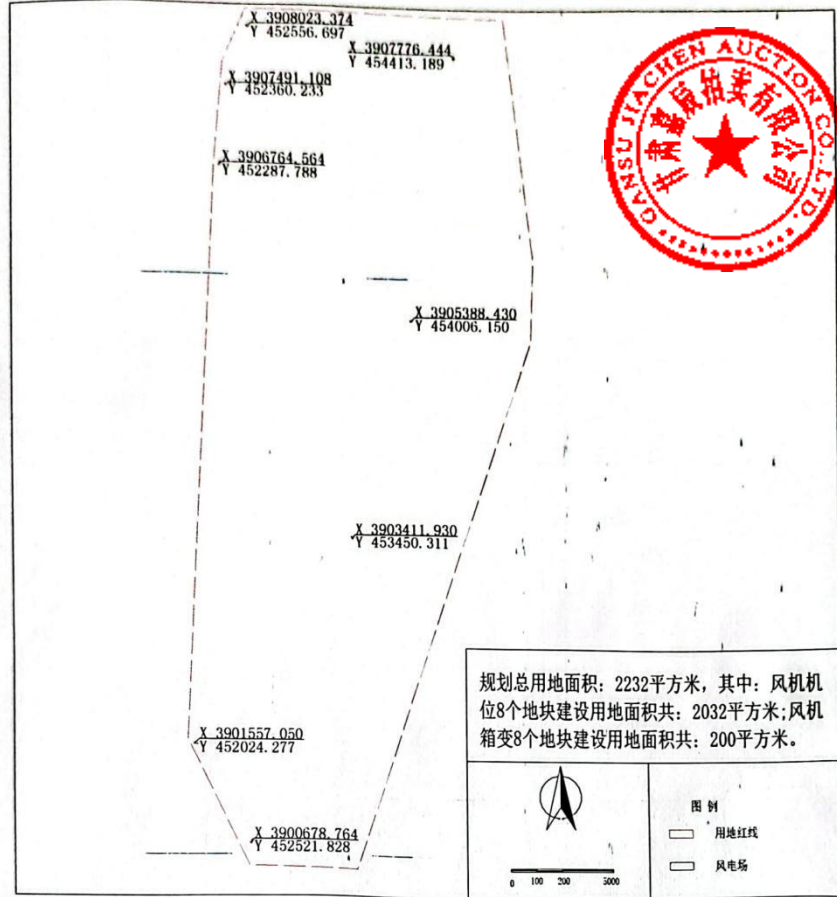 X 3908023.374
Y 452556.697
X 3907776.444
Y 454413.189
X 3907491.108
Y 452360.233
X 3906764.564
Y 452287.788
GANSU JIACHEN AUCTION CO.,LTD.
甘肃嘉宸拍卖有限公司
X 3905388.430
Y 454006.150
X 3903411.930
Y 453450.311
X 3901557.050
Y 452024.277
X 3900678.764
Y 452521.828
规划总用地面积：2232平方米，其中：风机机
位8个地块建设用地面积共：2032平方米;风机
箱变8个地块建设用地面积共：200平方米。
图 例
用地红线
风电场
0 100 200 3000